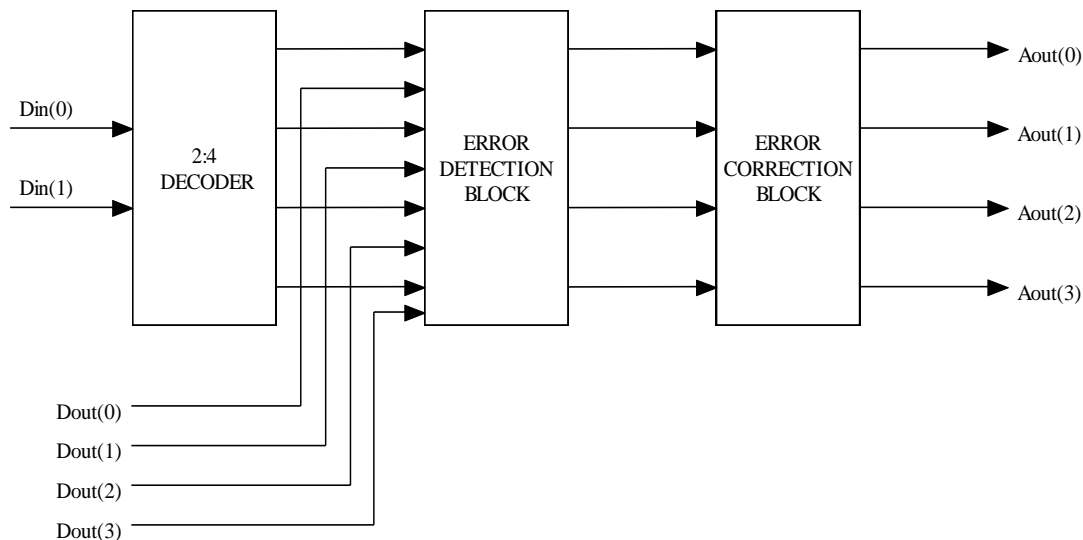 Din(0)
Din(1)
2:4
DECODER
ERROR
DETECTION
BLOCK
ERROR
CORRECTION
BLOCK
Aout(0)
Aout(1)
Aout(2)
Aout(3)
Dout(0)
Dout(1)
Dout(2)
Dout(3)